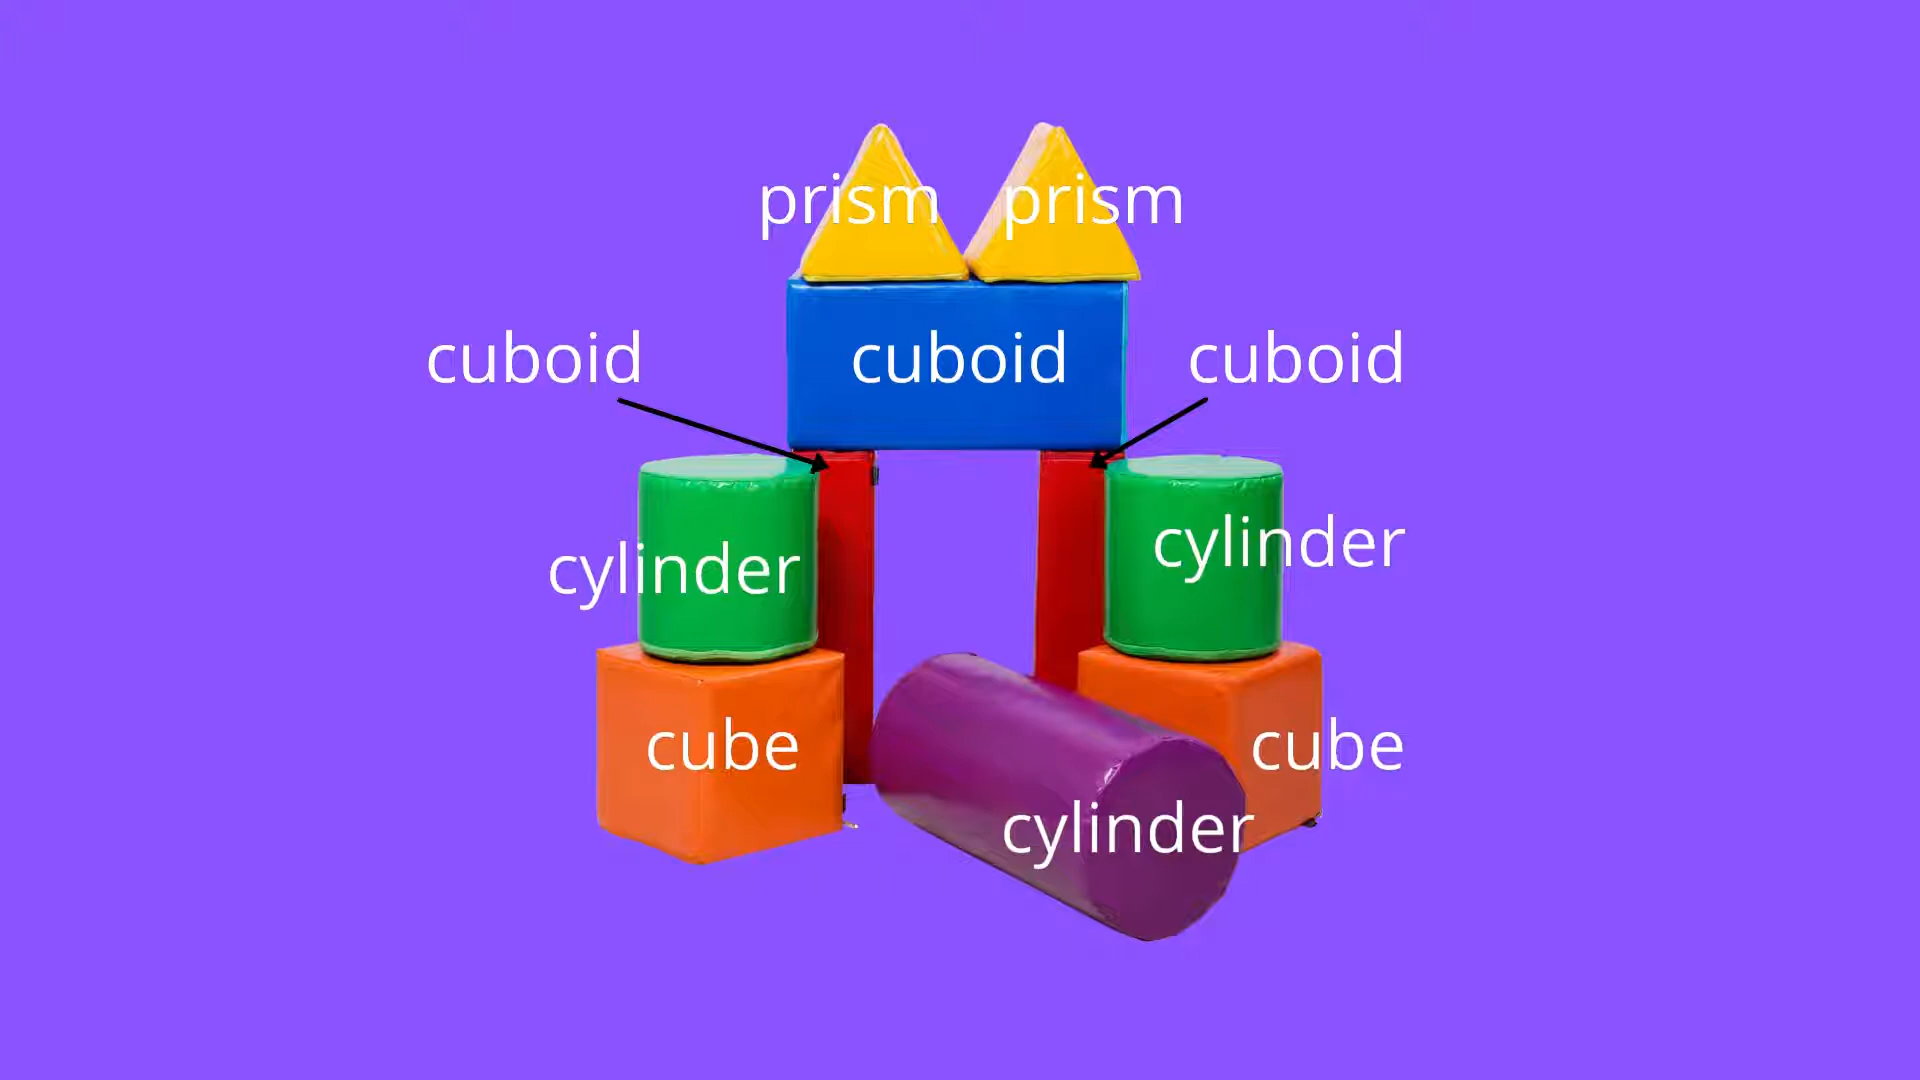 prism prism
cuboid cuboid cuboid
cylinder cylinder
cube cube
cylinder